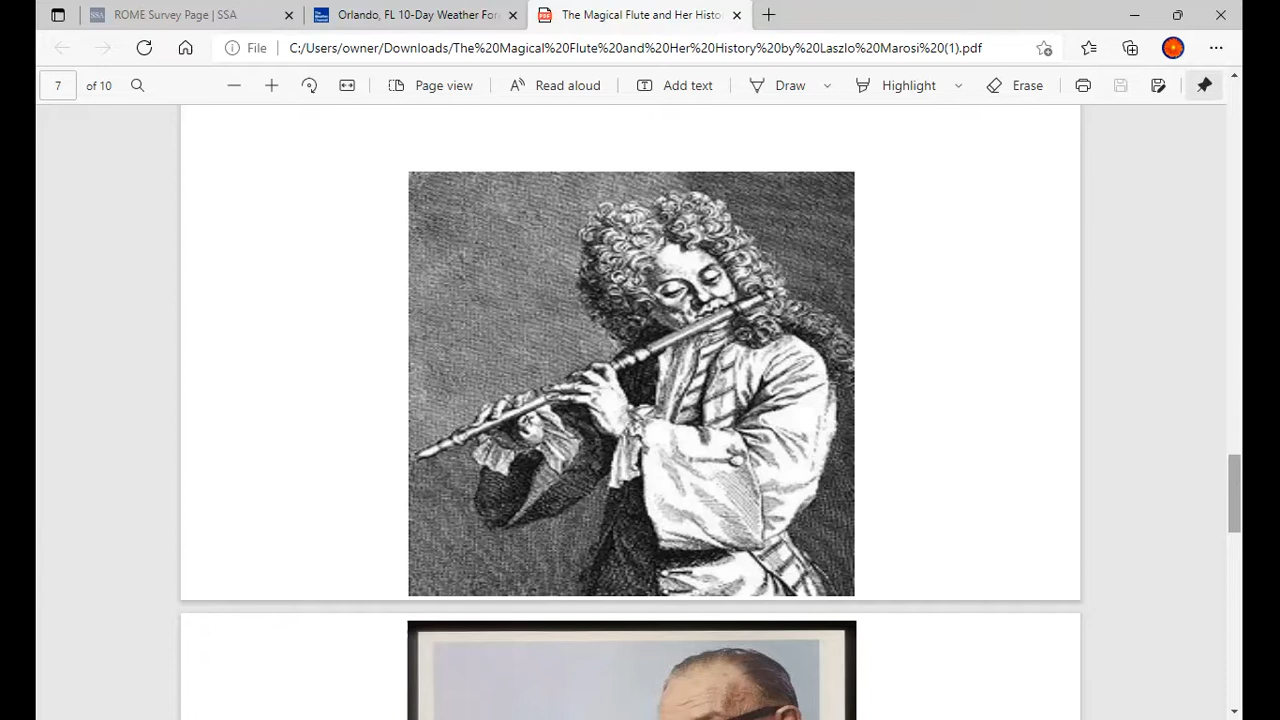 ROME Survey Page | SSA
Orlando, FL 10-Day Weather For
The Magical Flute and Her Histo
File
C:/Users/owner/Downloads/The%20Magical%20Flute%20and%20Her%20History%20by%20Laszlo%20Marosi%20(1).pdf
7 of 10
Page view
Read aloud
Add text
Draw
Highlight
Erase